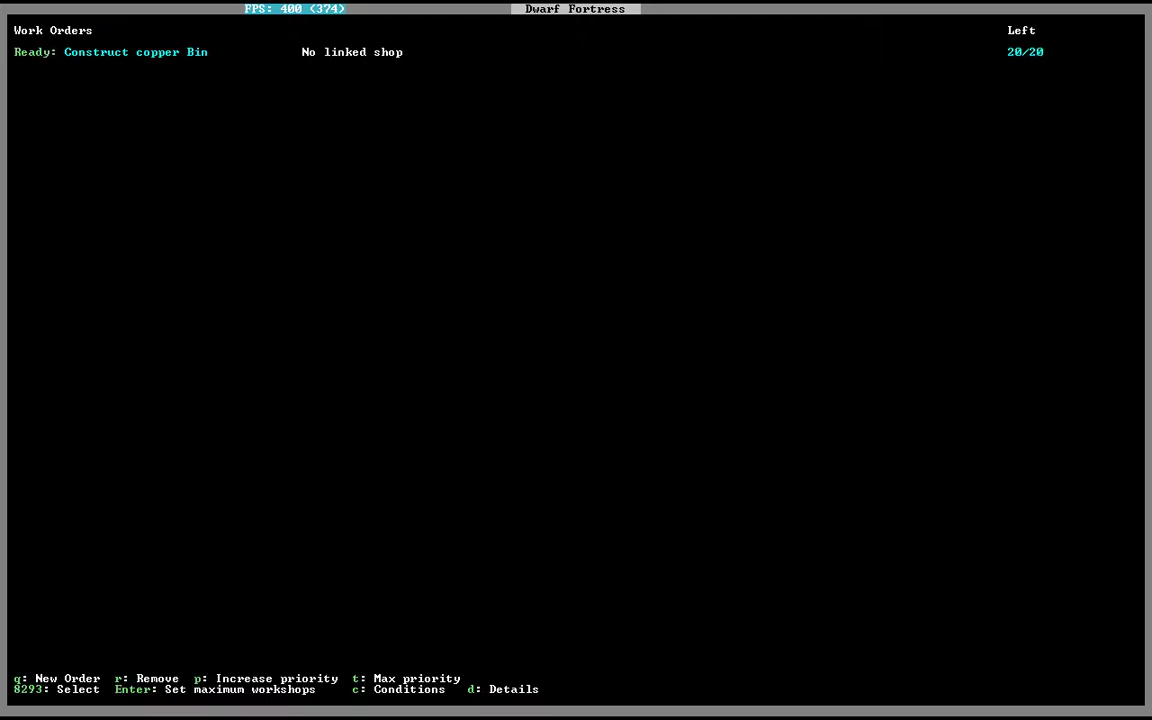 FPS: 400 (374) Dwarf Fortress
Work Orders Left
Ready: Construct copper Bin No linked shop 20/20
q: New Order r: Remove p: Increase priority t: Max priority
8293: Select Enter: Set maximum workshops c: Conditions d: Details